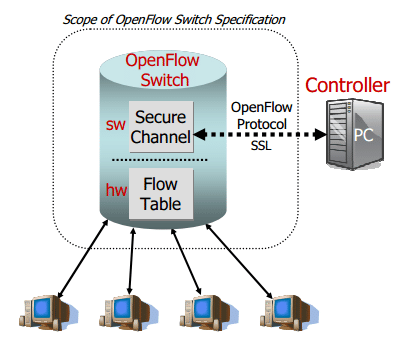 Scope of OpenFlow Switch Specification
OpenFlow
Switch
Controller
sw
Secure
Channel
OpenFlow
Protocol
SSL
PC
hw
Flow
Table